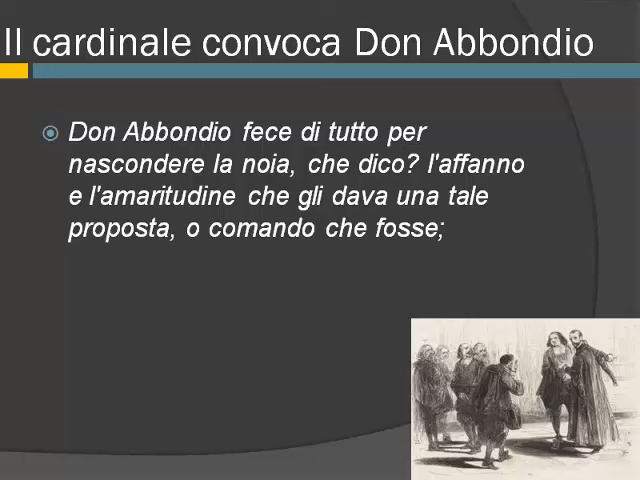 Il cardinale convoca Don Abbondio
Don Abbondio fece di tutto per
nascondere la noia, che dico? l'affanno
e l'amaritudine che gli dava una tale
proposta, o comando che fosse;